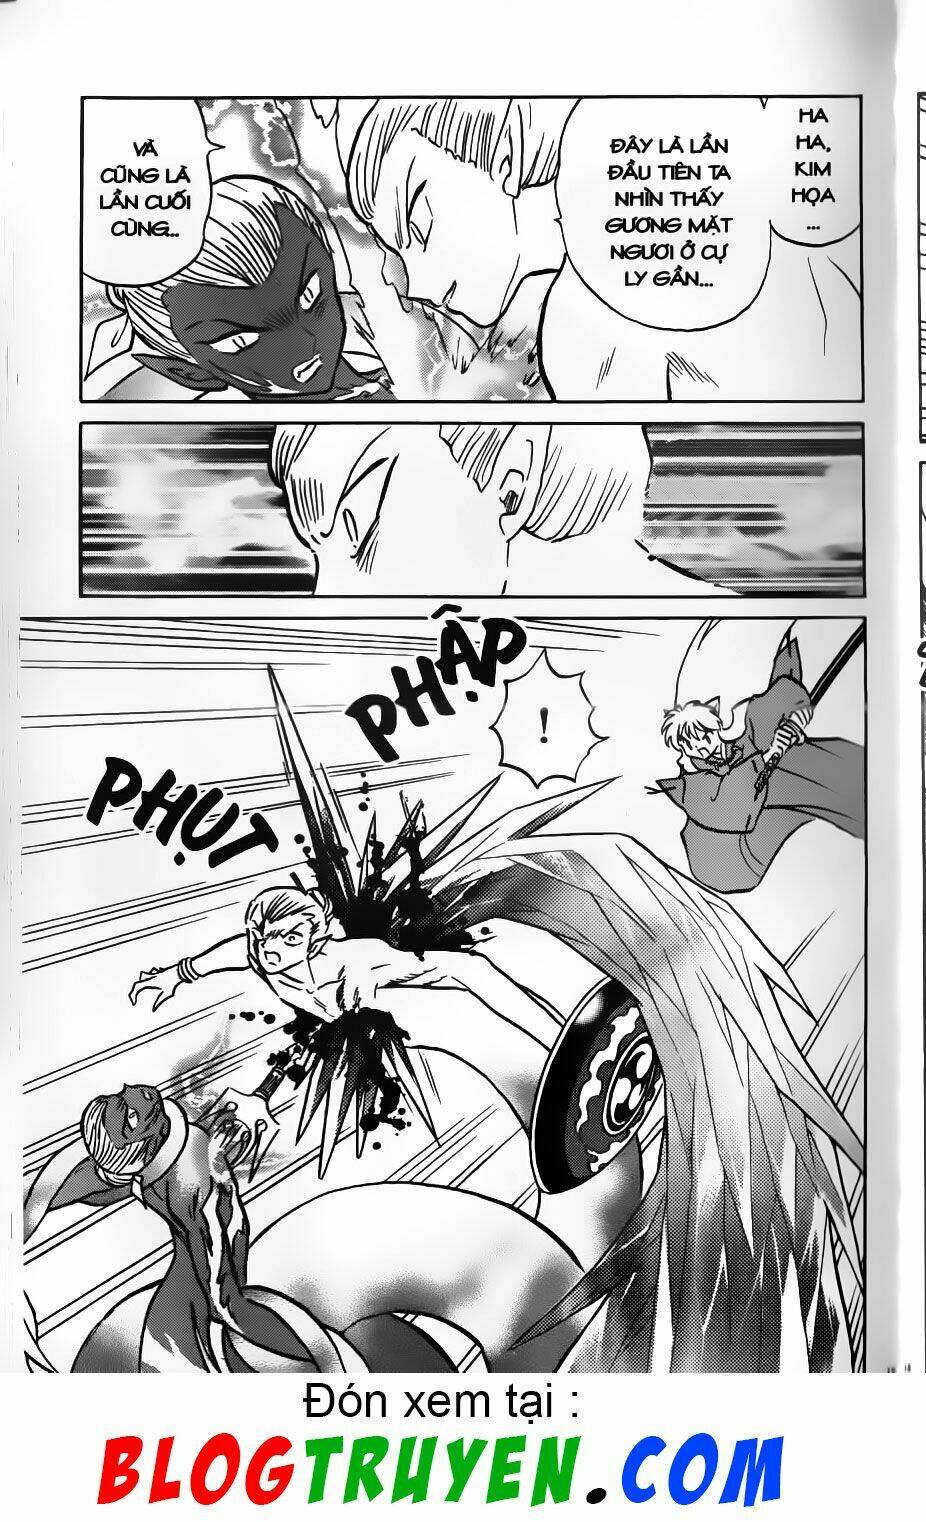 HA
HA,
KIM
HỌA
...
ĐÂY LÀ LẦN
ĐẦU TIÊN TA
NHÌN THẤY
GƯƠNG MẶT
NGƯƠI Ở CỰ
LY GẦN...
VÀ
CŨNG LÀ
LẦN CUỐI
CÙNG...
PHẬP
!
PHỤT
Đón xem tại :
BLOGTRUYEN.COM